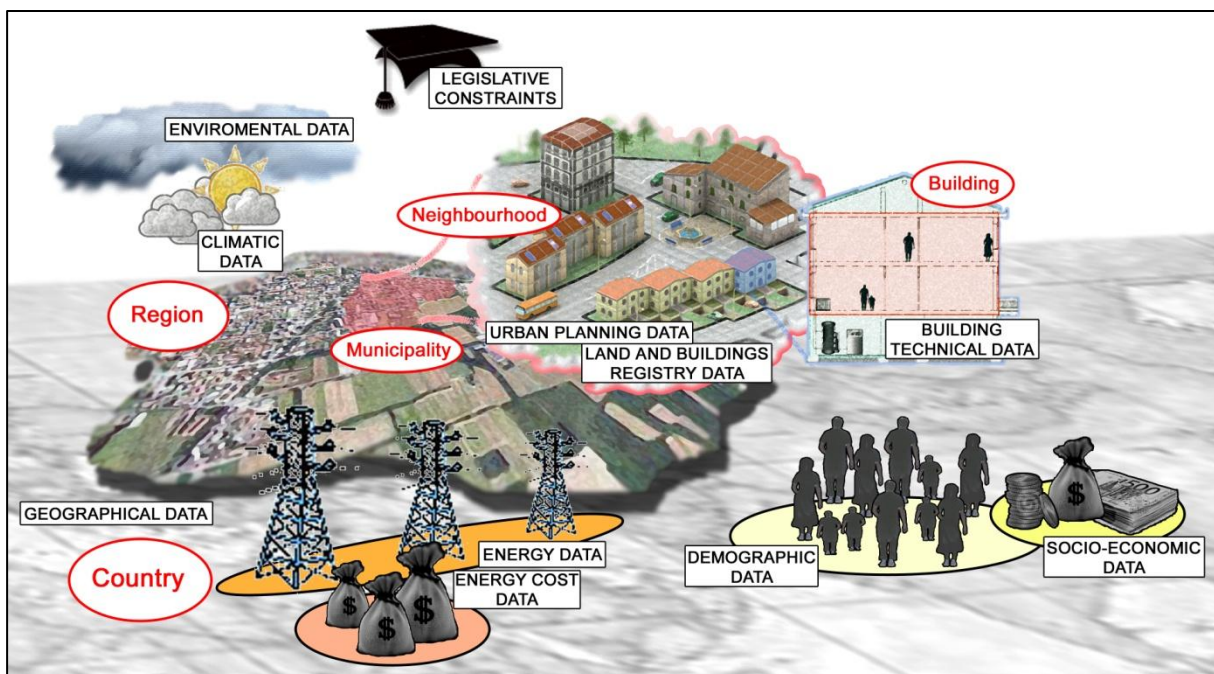 LEGISLATIVE
CONSTRAINTS
ENVIROMENTAL DATA
CLIMATIC
DATA
Neighbourhood
Building
Region
Municipality
URBAN PLANNING DATA
LAND AND BUILDINGS
REGISTRY DATA
BUILDING
TECHNICAL DATA
GEOGRAPHICAL DATA
Country
ENERGY DATA
ENERGY COST
DATA
$
$
$
DEMOGRAPHIC
DATA
$
500
SOCIO-ECONOMIC
DATA